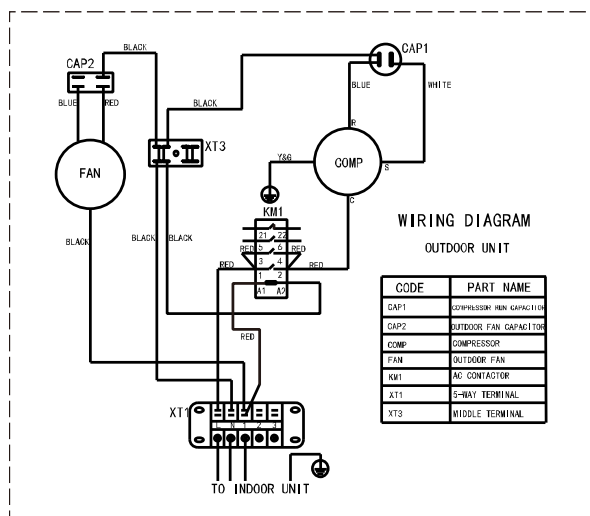 BLACK
CAP2
BLUE
RED
FAN
BLACK
BLACK
XT3
BLACK
BLACK
CAP1
BLUE
WHITE
R
COMP
S
C
Y&G
KM1
21 22
5 6
RED
RED
3 4
RED
RED
1 2
A1 A2
RED
XT1
L N 1 2 3
TO INDOOR UNIT
WIRING DIAGRAM
OUTDOOR UNIT
CODE PART NAME
CAP1 COMPRESSOR RUN CAPACITOR
CAP2 OUTDOOR FAN CAPACITOR
COMP COMPRESSOR
FAN OUTDOOR FAN
KM1 AC CONTACTOR
XT1 5-WAY TERMINAL
XT3 MIDDLE TERMINAL